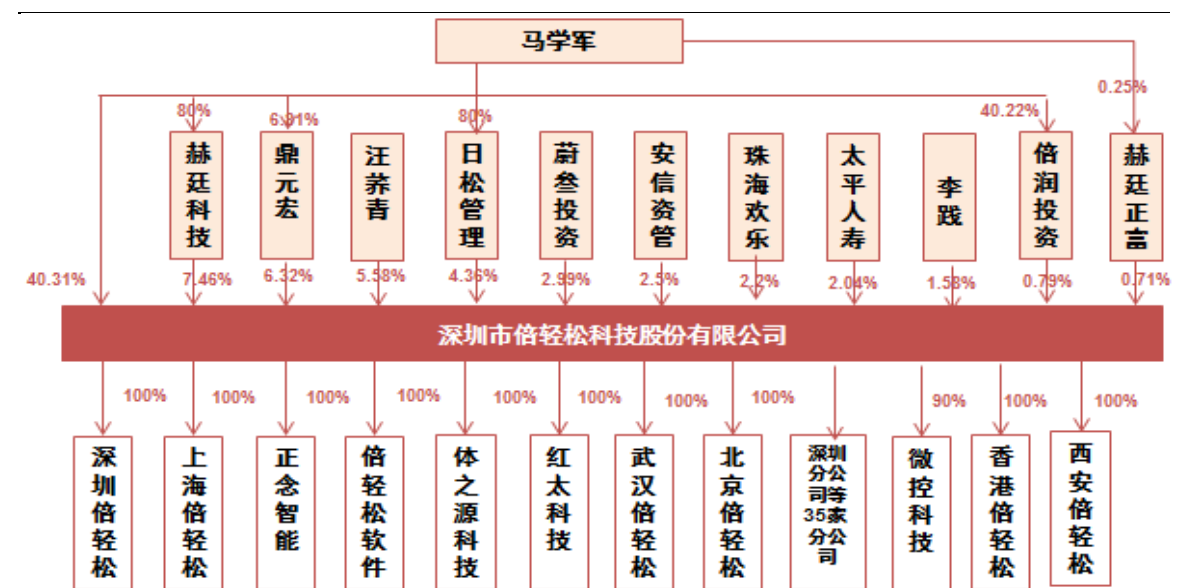 马学军
0.25%
80%
6.91%
80%
40.22%
赫廷科技
鼎元宏
汪荞青
日松管理
蔚叁投资
安信资管
珠海欢乐
太平人寿
李践
倍润投资
赫廷正富
40.31%
7.46%
6.32%
5.58%
4.36%
2.99%
2.5%
2.2%
2.04%
1.58%
0.79%
0.71%
深圳市倍轻松科技股份有限公司
100%
100%
100%
100%
100%
100%
100%
100%
90%
100%
100%
深圳倍轻松
上海倍轻松
正念智能
倍轻松软件
体之源科技
红太科技
武汉倍轻松
北京倍轻松
深圳
分公
司等
35家
分公
司
微控科技
香港倍轻松
西安倍轻松